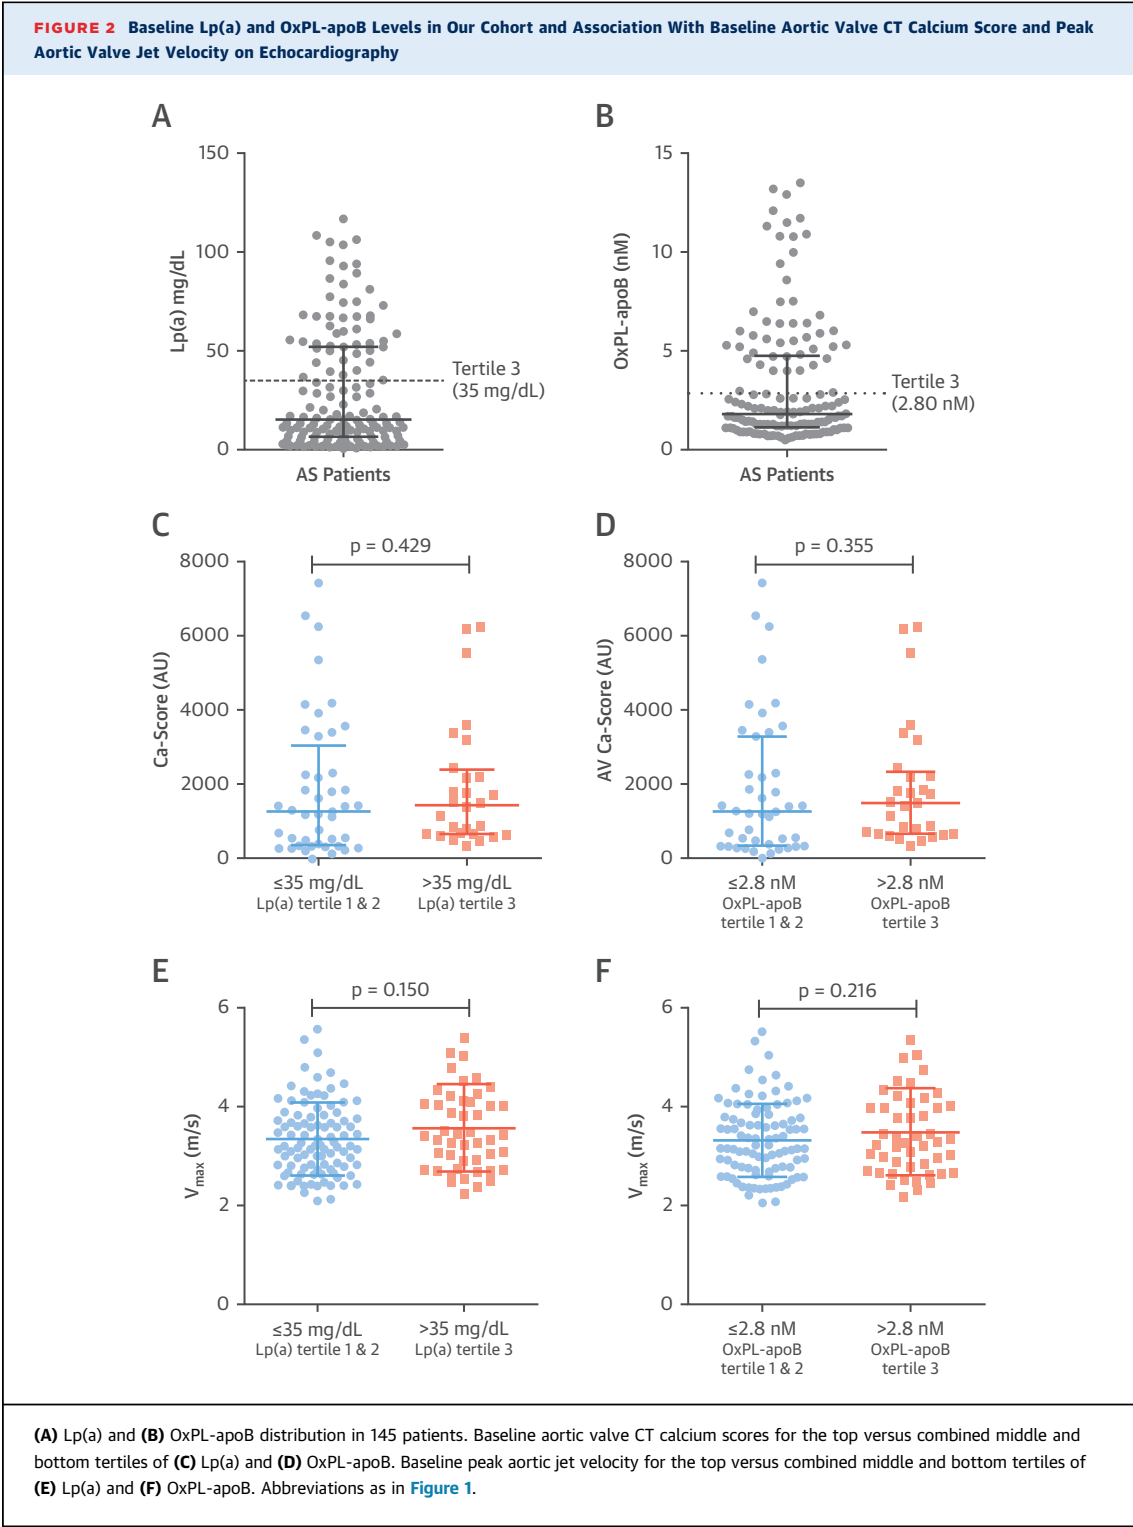 FIGURE 2 Baseline Lp(a) and OxPL-apoB Levels in Our Cohort and Association With Baseline Aortic Valve CT Calcium Score and Peak
Aortic Valve Jet Velocity on Echocardiography
A
150
100
50
0
Lp(a) mg/dL
Tertile 3
(35 mg/dL)
AS Patients
B
15
10
5
0
OxPL-apoB (nM)
Tertile 3
(2.80 nM)
AS Patients
C
p = 0.429
8000
6000
4000
2000
0
Ca-Score (AU)
≤35 mg/dL
Lp(a) tertile 1 & 2
>35 mg/dL
Lp(a) tertile 3
D
p = 0.355
8000
6000
4000
2000
0
AV Ca-Score (AU)
≤2.8 nM
OxPL-apoB
tertile 1 & 2
>2.8 nM
OxPL-apoB
tertile 3
E
p = 0.150
6
4
2
0
Vmax (m/s)
≤35 mg/dL
Lp(a) tertile 1 & 2
>35 mg/dL
Lp(a) tertile 3
F
p = 0.216
6
4
2
0
Vmax (m/s)
≤2.8 nM
OxPL-apoB
tertile 1 & 2
>2.8 nM
OxPL-apoB
tertile 3
(A) Lp(a) and (B) OxPL-apoB distribution in 145 patients. Baseline aortic valve CT calcium scores for the top versus combined middle and
bottom tertiles of (C) Lp(a) and (D) OxPL-apoB. Baseline peak aortic jet velocity for the top versus combined middle and bottom tertiles of
(E) Lp(a) and (F) OxPL-apoB. Abbreviations as in Figure 1.